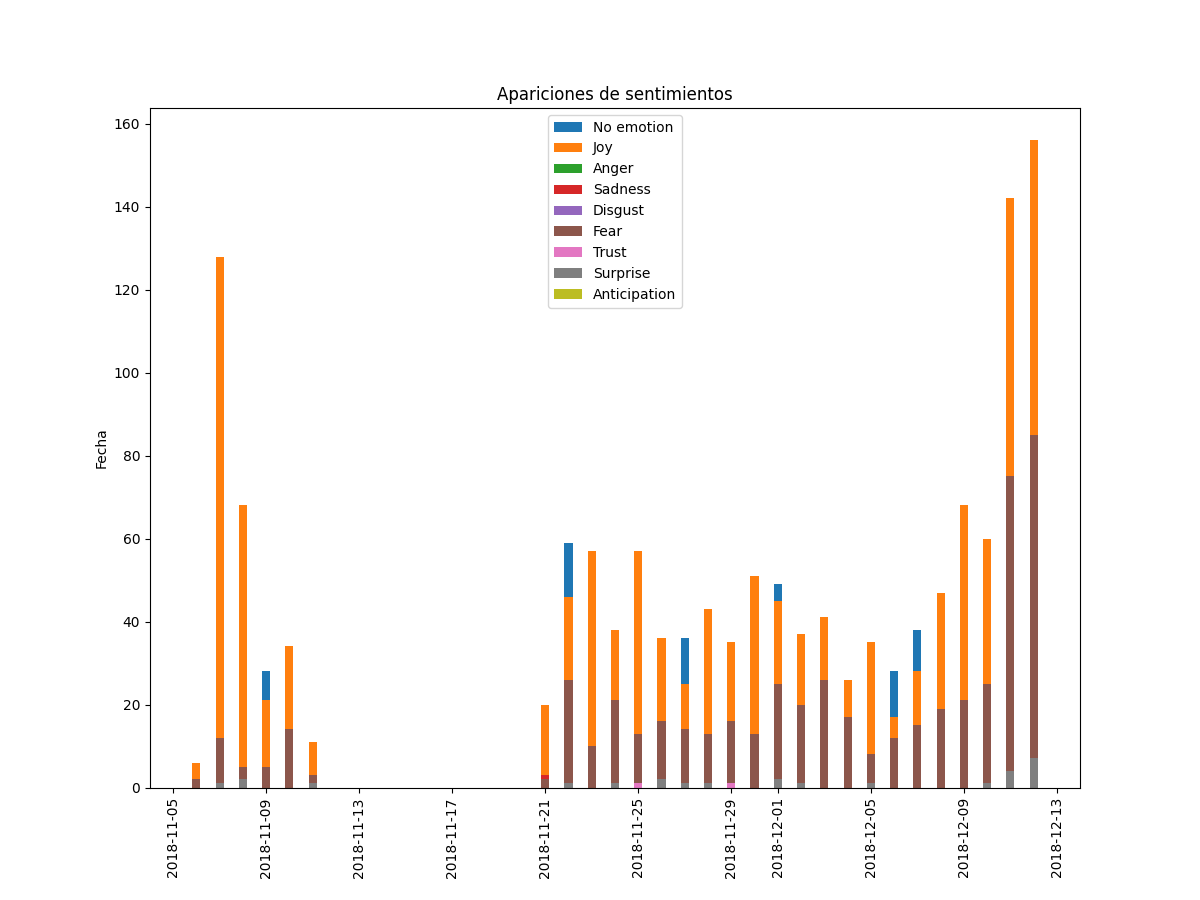 Apariciones de sentimientos
No emotion
Joy
Anger
Sadness
Disgust
Fear
Trust
Surprise
Anticipation
Fecha
160
140
120
100
80
60
40
20
0
2018-11-05
2018-11-09
2018-11-13
2018-11-17
2018-11-21
2018-11-25
2018-11-29
2018-12-01
2018-12-05
2018-12-09
2018-12-13